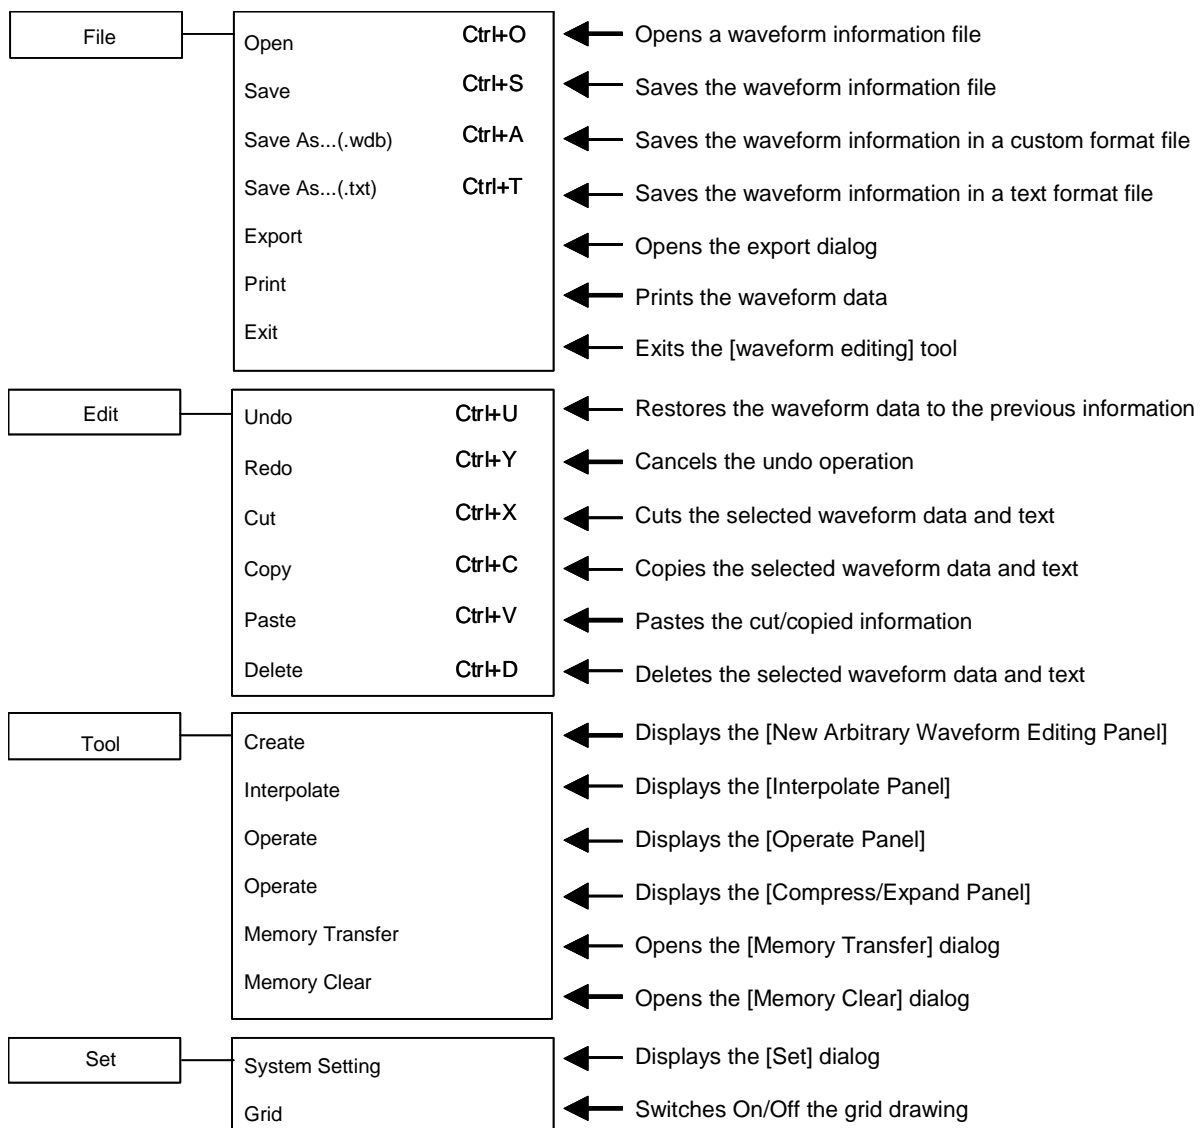 File
Open Ctrl+O Opens a waveform information file
Save Ctrl+S Saves the waveform information file
Save As...(.wdb) Ctrl+A Saves the waveform information in a custom format file
Save As...(.txt) Ctrl+T Saves the waveform information in a text format file
Export Opens the export dialog
Print Prints the waveform data
Exit Exits the [waveform editing] tool
Edit
Undo Ctrl+U Restores the waveform data to the previous information
Redo Ctrl+Y Cancels the undo operation
Cut Ctrl+X Cuts the selected waveform data and text
Copy Ctrl+C Copies the selected waveform data and text
Paste Ctrl+V Pastes the cut/copied information
Delete Ctrl+D Deletes the selected waveform data and text
Tool
Create Displays the [New Arbitrary Waveform Editing Panel]
Interpolate Displays the [Interpolate Panel]
Operate Displays the [Operate Panel]
Operate Displays the [Compress/Expand Panel]
Memory Transfer Opens the [Memory Transfer] dialog
Memory Clear Opens the [Memory Clear] dialog
Set
System Setting Displays the [Set] dialog
Grid Switches On/Off the grid drawing